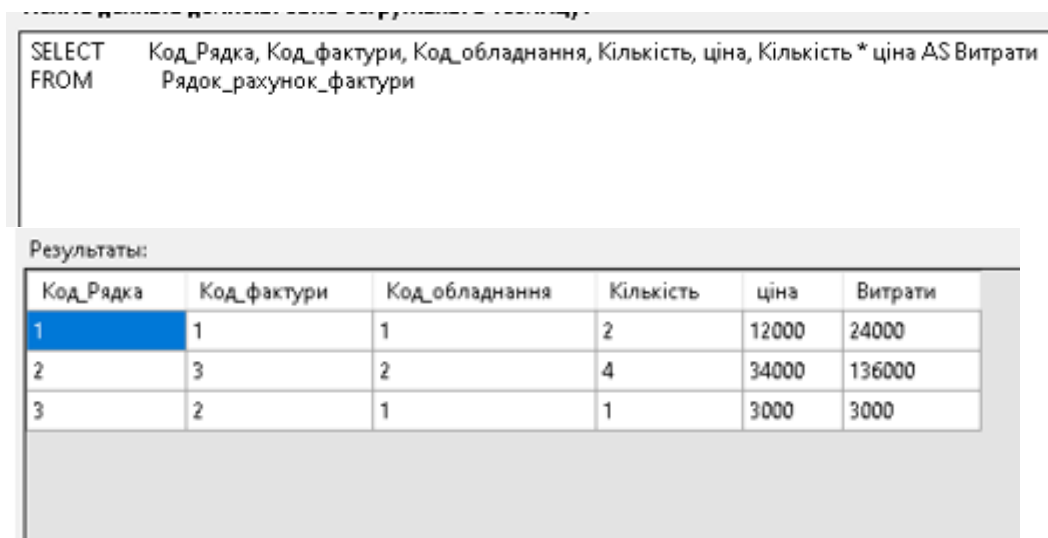 SELECT Код_Рядка, Код_фактури, Код_обладнання, Кількість, ціна, Кількість * ціна AS Витрати
FROM Рядок_рахунок_фактури
Результаты:
Код_Рядка Код_фактури Код_обладнання Кількість ціна Витрати
1 1 1 2 12000 24000
2 3 2 4 34000 136000
3 2 1 1 3000 3000